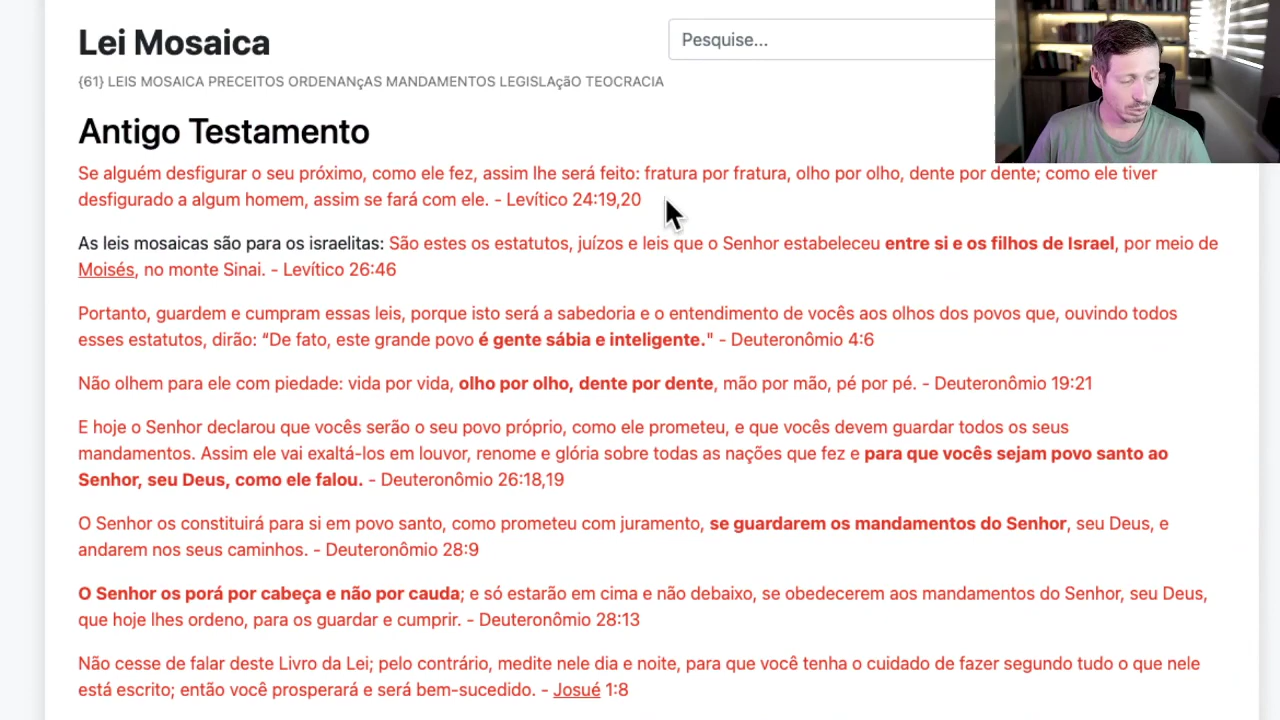 Lei Mosaica
Pesquise...
{61} LEIS MOSAICA PRECEITOS ORDENANçAS MANDAMENTOS LEGISLAçãO TEOCRACIA
Antigo Testamento
Se alguém desfigurar o seu próximo, como ele fez, assim lhe será feito: fratura por fratura, olho por olho, dente por dente; como ele tiver
desfigurado a algum homem, assim se fará com ele. - Levítico 24:19,20
As leis mosaicas são para os israelitas: São estes os estatutos, juízos e leis que o Senhor estabeleceu entre si e os filhos de Israel, por meio de
Moisés, no monte Sinai. - Levítico 26:46
Portanto, guardem e cumpram essas leis, porque isto será a sabedoria e o entendimento de vocês aos olhos dos povos que, ouvindo todos
esses estatutos, dirão: “De fato, este grande povo é gente sábia e inteligente." - Deuteronômio 4:6
Não olhem para ele com piedade: vida por vida, olho por olho, dente por dente, mão por mão, pé por pé. - Deuteronômio 19:21
E hoje o Senhor declarou que vocês serão o seu povo próprio, como ele prometeu, e que vocês devem guardar todos os seus
mandamentos. Assim ele vai exaltá-los em louvor, renome e glória sobre todas as nações que fez e para que vocês sejam povo santo ao
Senhor, seu Deus, como ele falou. - Deuteronômio 26:18,19
O Senhor os constituirá para si em povo santo, como prometeu com juramento, se guardarem os mandamentos do Senhor, seu Deus, e
andarem nos seus caminhos. - Deuteronômio 28:9
O Senhor os porá por cabeça e não por cauda; e só estarão em cima e não debaixo, se obedecerem aos mandamentos do Senhor, seu Deus,
que hoje lhes ordeno, para os guardar e cumprir. - Deuteronômio 28:13
Não cesse de falar deste Livro da Lei; pelo contrário, medite nele dia e noite, para que você tenha o cuidado de fazer segundo tudo o que nele
está escrito; então você prosperará e será bem-sucedido. - Josué 1:8